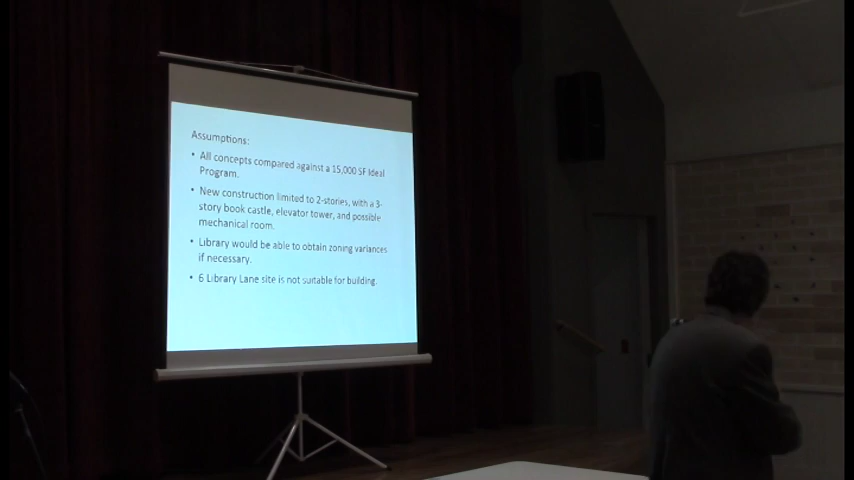 Assumptions:
• All concepts compared against a 15,000 SF Ideal
Program.
• New construction limited to 2-stories, with a 3-
story book castle, elevator tower, and possible
mechanical room.
• Library would be able to obtain zoning variances
if necessary.
• 6 Library Lane site is not suitable for building.